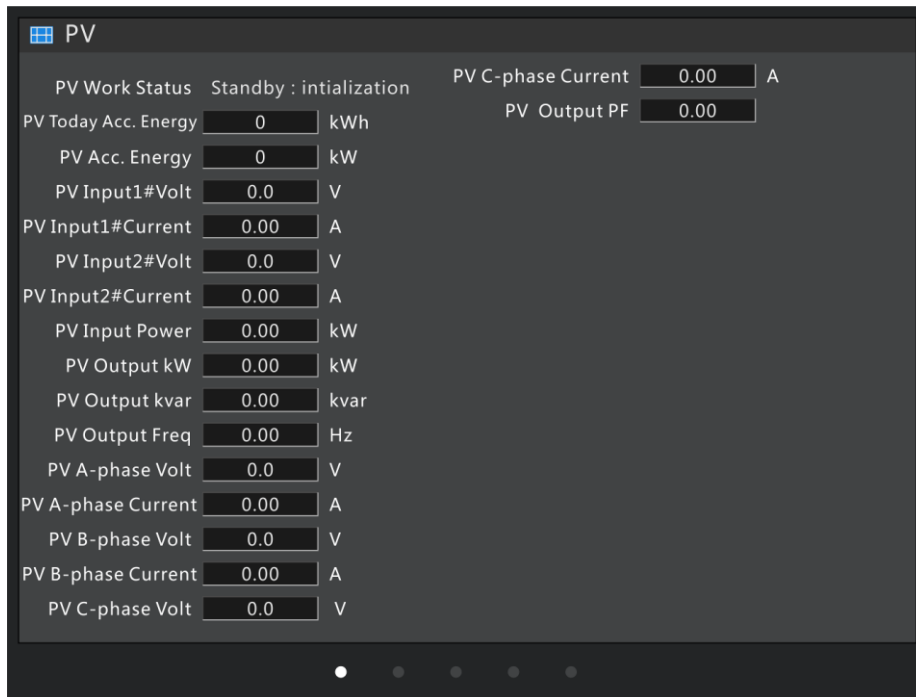 PV
PV Work Status Standby : intialization
PV Today Acc. Energy 0 kWh
PV Acc. Energy 0 kW
PV Input1#Volt 0.0 V
PV Input1#Current 0.00 A
PV Input2#Volt 0.0 V
PV Input2#Current 0.00 A
PV Input Power 0.00 kW
PV Output kW 0.00 kW
PV Output kvar 0.00 kvar
PV Output Freq 0.00 Hz
PV A-phase Volt 0.0 V
PV A-phase Current 0.00 A
PV B-phase Volt 0.0 V
PV B-phase Current 0.00 A
PV C-phase Volt 0.0 V
PV C-phase Current 0.00 A
PV Output PF 0.00